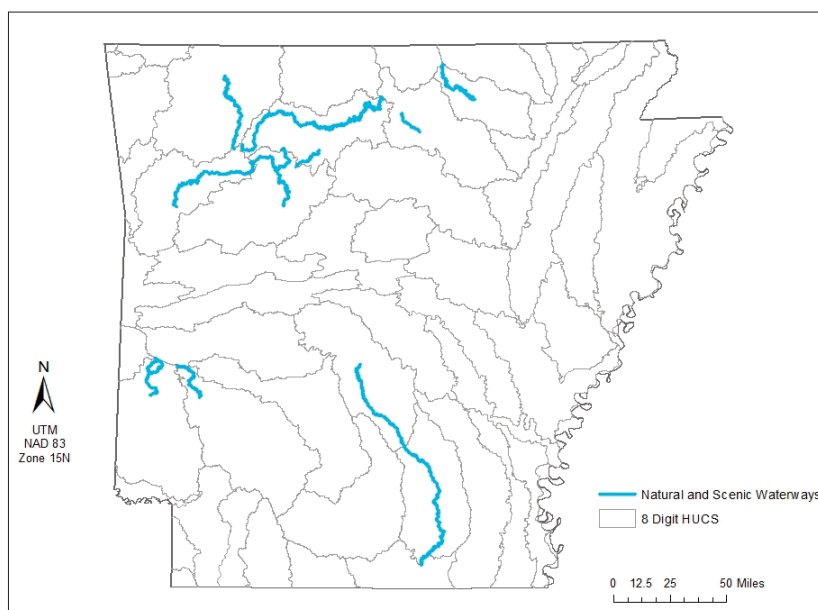 N
UTM
NAD 83
Zone 15N
Natural and Scenic Waterways
8 Digit HUCS
0 12.5 25 50 Miles